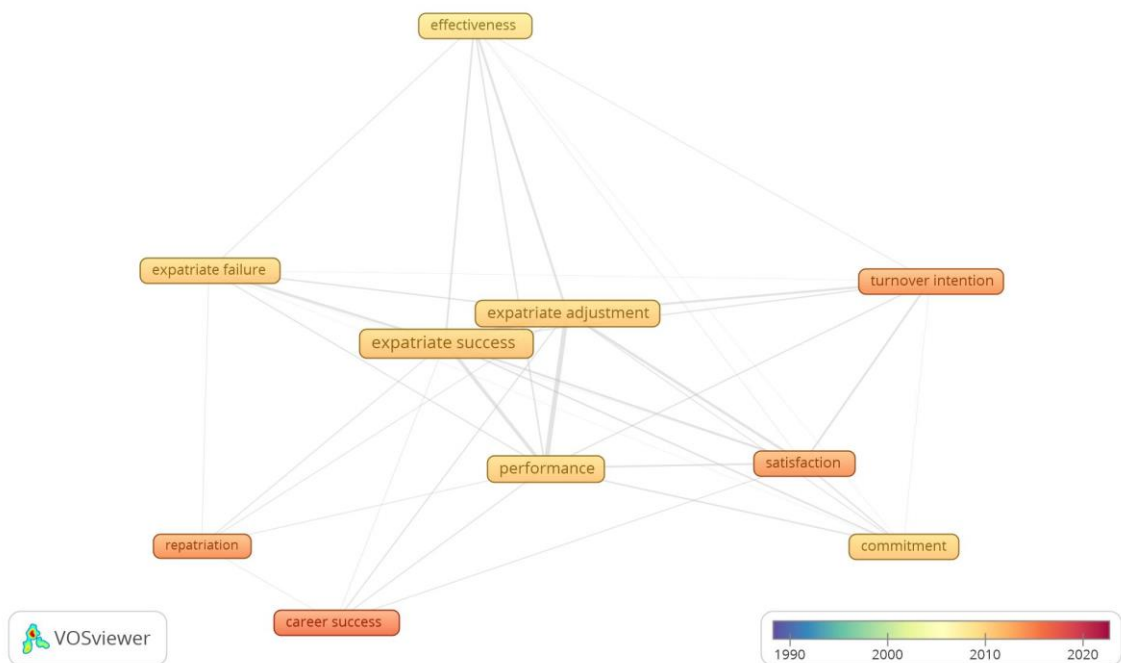 effectiveness
expatriate failure
turnover intention
expatriate adjustment
expatriate success
satisfaction
performance
repatriation
commitment
career success
VOSviewer
1990 2000 2010 2020